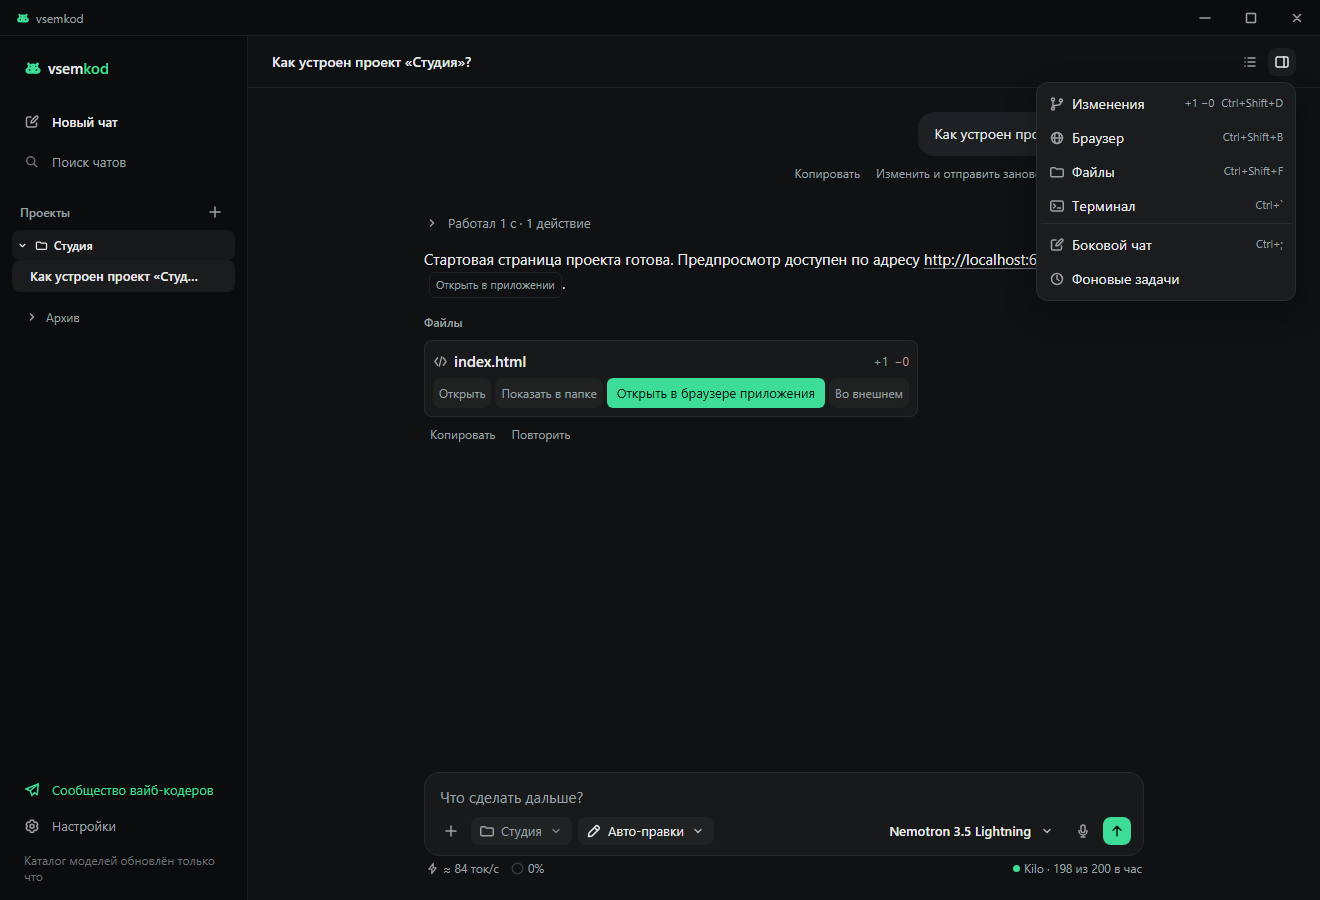 vsemkod
vsemkod
Новый чат
Поиск чатов
Проекты
Студия
Как устроен проект «Студ...
Архив
Сообщество вайб-кодеров
Настройки
Каталог моделей обновлён только
что
Как устроен проект «Студия»?
Изменения +1 −0 Ctrl+Shift+D
Браузер Ctrl+Shift+B
Файлы Ctrl+Shift+F
Терминал Ctrl+`
Боковой чат Ctrl+;
Фоновые задачи
Как устроен
Копировать Изменить и отправить
Работал 1 с · 1 действие
Стартовая страница проекта готова. Предпросмотр доступен по адресу http://localhost:6
Открыть в приложении .
Файлы
index.html +1 −0
Открыть Показать в папке Открыть в браузере приложения Во внешнем
Копировать Повторить
Что сделать дальше?
Студия Авто-правки Nemotron 3.5 Lightning
≈ 84 ток/с 0% Kilo · 198 из 200 в час